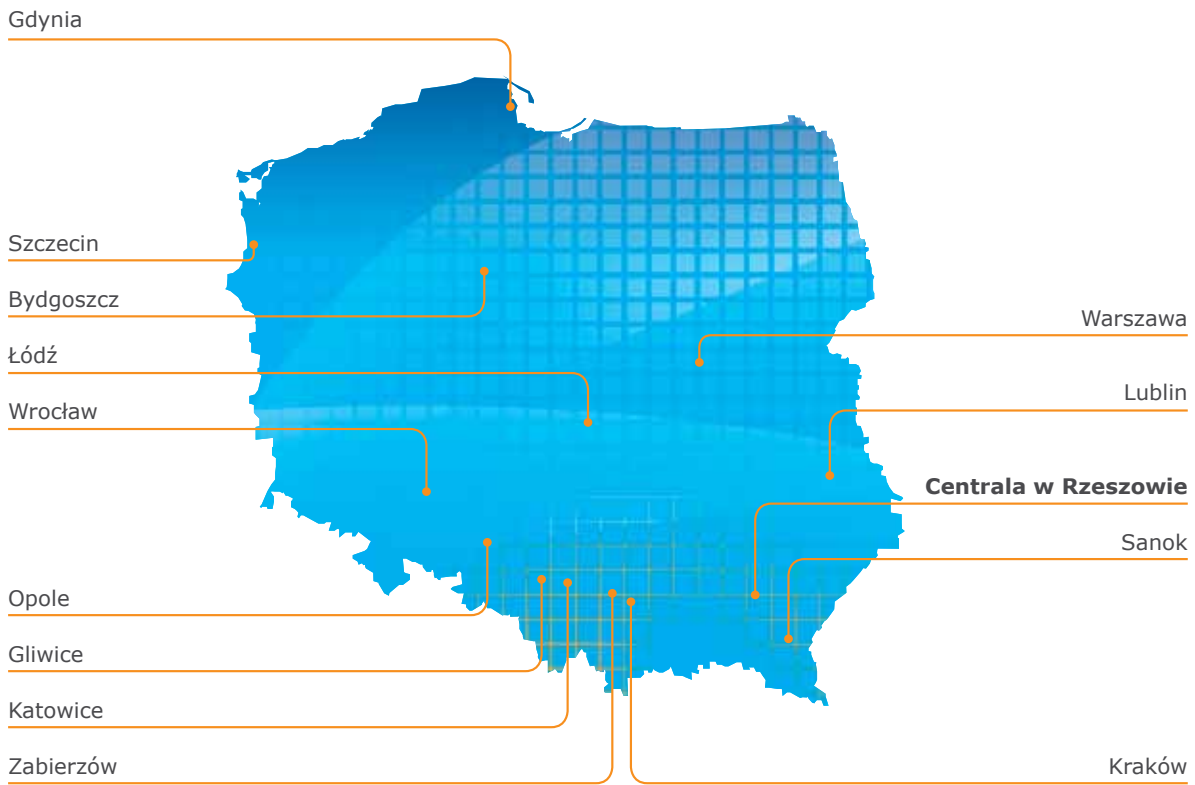 Gdynia
Szczecin
Bydgoszcz
Łódź
Wrocław
Opole
Gliwice
Katowice
Zabierzów
Warszawa
Lublin
Centrala w Rzeszowie
Sanok
Kraków